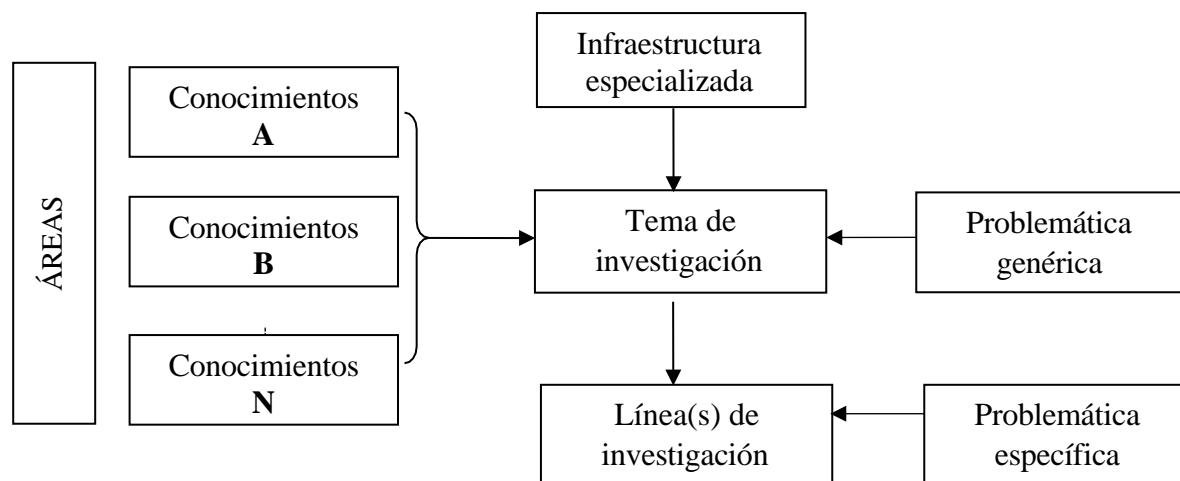 ÁREAS
Conocimientos
A
Conocimientos
B
Conocimientos
N
Infraestructura
especializada
Tema de
investigación
Problemática
genérica
Línea(s) de
investigación
Problemática
específica